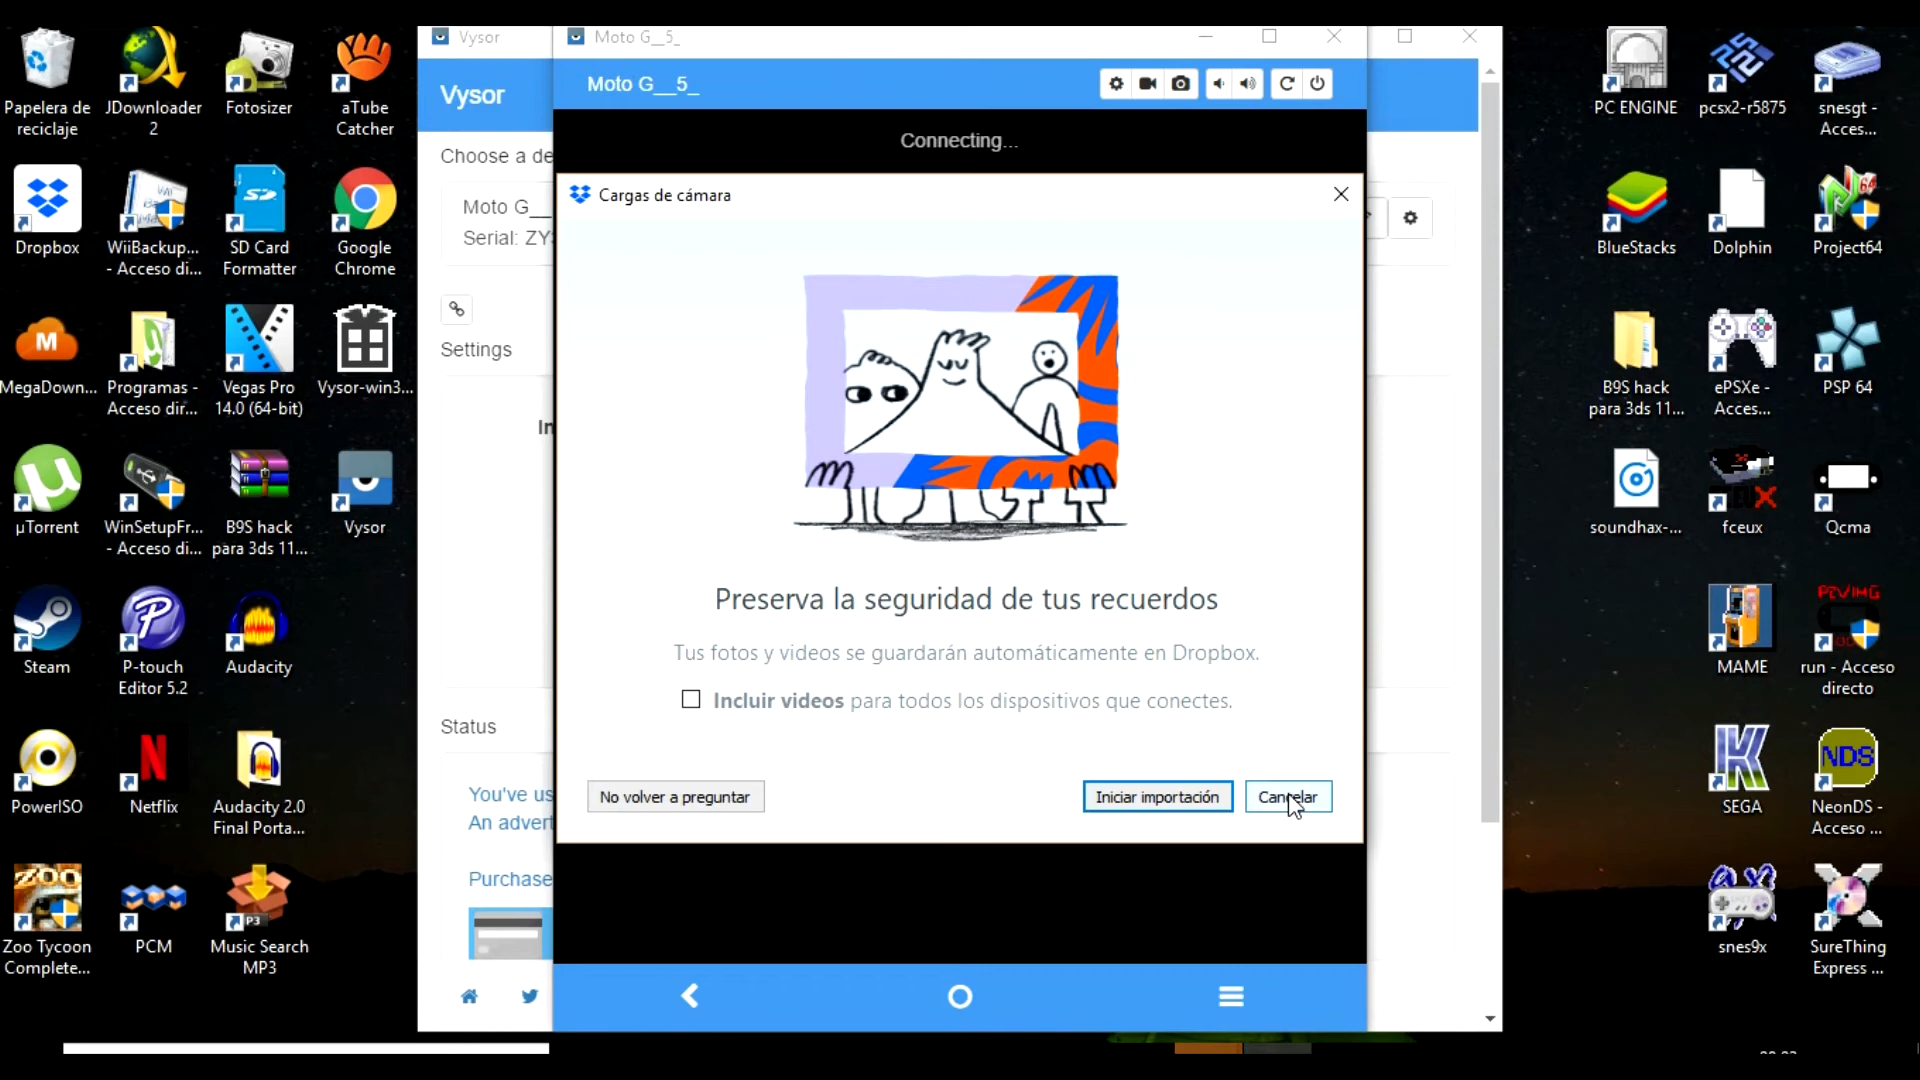 Papelera de
reciclaje
JDownloader
2
Fotosizer
aTube
Catcher
Dropbox
WiiBackup...
- Acceso di...
SD Card
Formatter
Google
Chrome
MegaDown...
Programas -
Acceso dir...
Vegas Pro
14.0 (64-bit)
Vysor-win3...
µTorrent
WinSetupFr...
- Acceso di...
B9S hack
para 3ds 11...
Vysor
Steam
P-touch
Editor 5.2
Audacity
PowerISO
Netflix
Audacity 2.0
Final Porta...
ZOO
Zoo Tycoon
Complete...
PCM
P3
Music Search
MP3
Vysor
Vysor
Choose a de
Moto G__
Serial: ZY
Settings
In
Status
You've us
An advert
Purchase
Moto G__5_
Moto G__5_
Connecting...
Cargas de cámara
Preserva la seguridad de tus recuerdos
Tus fotos y videos se guardarán automáticamente en Dropbox.
Incluir videos para todos los dispositivos que conectes.
No volver a preguntar
Iniciar importación
Cancelar
PC ENGINE
pcsx2-r5875
snesgt -
Acces...
BlueStacks
Dolphin
64
Project64
B9S hack
para 3ds 11...
ePSXe -
Acces...
PSP 64
soundhax-...
fceux
Qcma
MAME
run - Acceso
directo
SEGA
NDS
NeonDS -
Acceso ...
snes9x
SureThing
Express ...